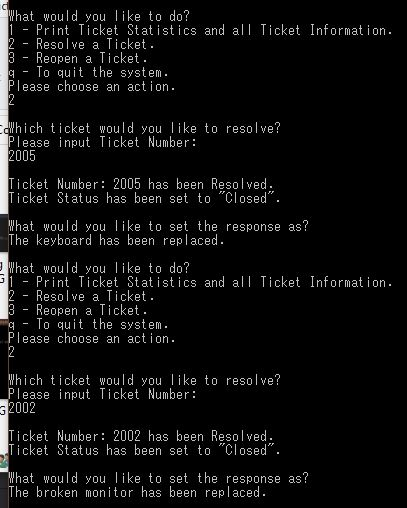 What would you like to do?
1 - Print Ticket Statistics and all Ticket Information.
2 - Resolve a Ticket.
3 - Reopen a Ticket.
q - To quit the system.
Please choose an action.
2
Which ticket would you like to resolve?
Please input Ticket Number:
2005
Ticket Number: 2005 has been Resolved.
Ticket Status has been set to "Closed".
What would you like to set the response as?
The keyboard has been replaced.
What would you like to do?
1 - Print Ticket Statistics and all Ticket Information.
2 - Resolve a Ticket.
3 - Reopen a Ticket.
q - To quit the system.
Please choose an action.
2
Which ticket would you like to resolve?
Please input Ticket Number:
2002
Ticket Number: 2002 has been Resolved.
Ticket Status has been set to "Closed".
What would you like to set the response as?
The broken monitor has been replaced.